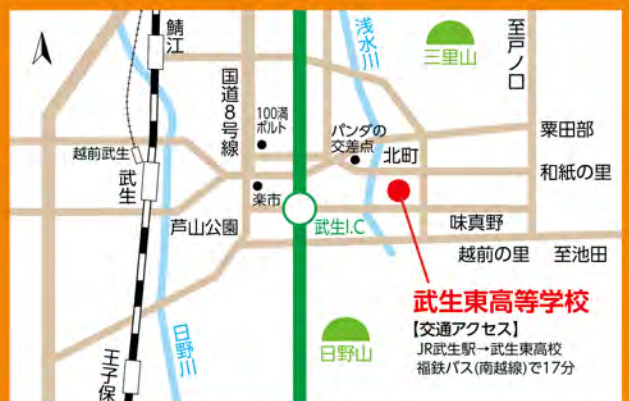 鯖江
国道8号線
浅水川
三里山
至戸ノ口
100満
ボルト
パンダの
交差点
北町
粟田部
越前武生
武生
和紙の里
楽市
芦山公園
武生I.C
味真野
越前の里
至池田
武生東高等学校
【交通アクセス】
JR武生駅→武生東高校
福鉄バス(南越線)で17分
日野山
日野川
王子保